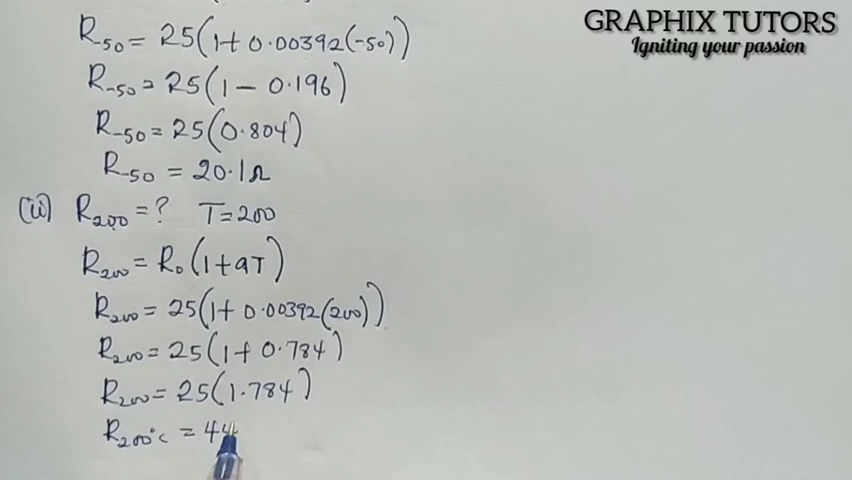 GRAPHIX TUTORS
Igniting your passion
R₋₅₀ = 25(1+0.00392(-50))
R₋₅₀ = 25(1 - 0.196)
R₋₅₀ = 25(0.804)
R₋₅₀ = 20.1Ω
(ii) R₂₀₀ = ? T = 200
R₂₀₀ = R₀(1+αT)
R₂₀₀ = 25(1+0.00392(200))
R₂₀₀ = 25(1+0.784)
R₂₀₀ = 25(1.784)
R₂₀₀°c = 44